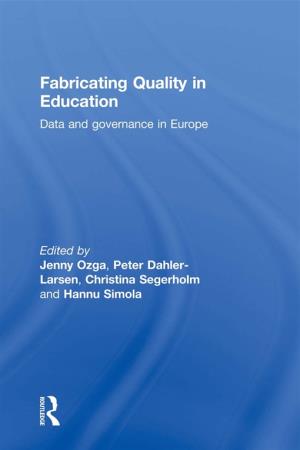 Fabricating Quality in
Education
Data and governance in Europe
Edited by
Jenny Ozga, Peter Dahler-
Larsen, Christina Segerholm
and Hannu Simola
ROUTLEDGE